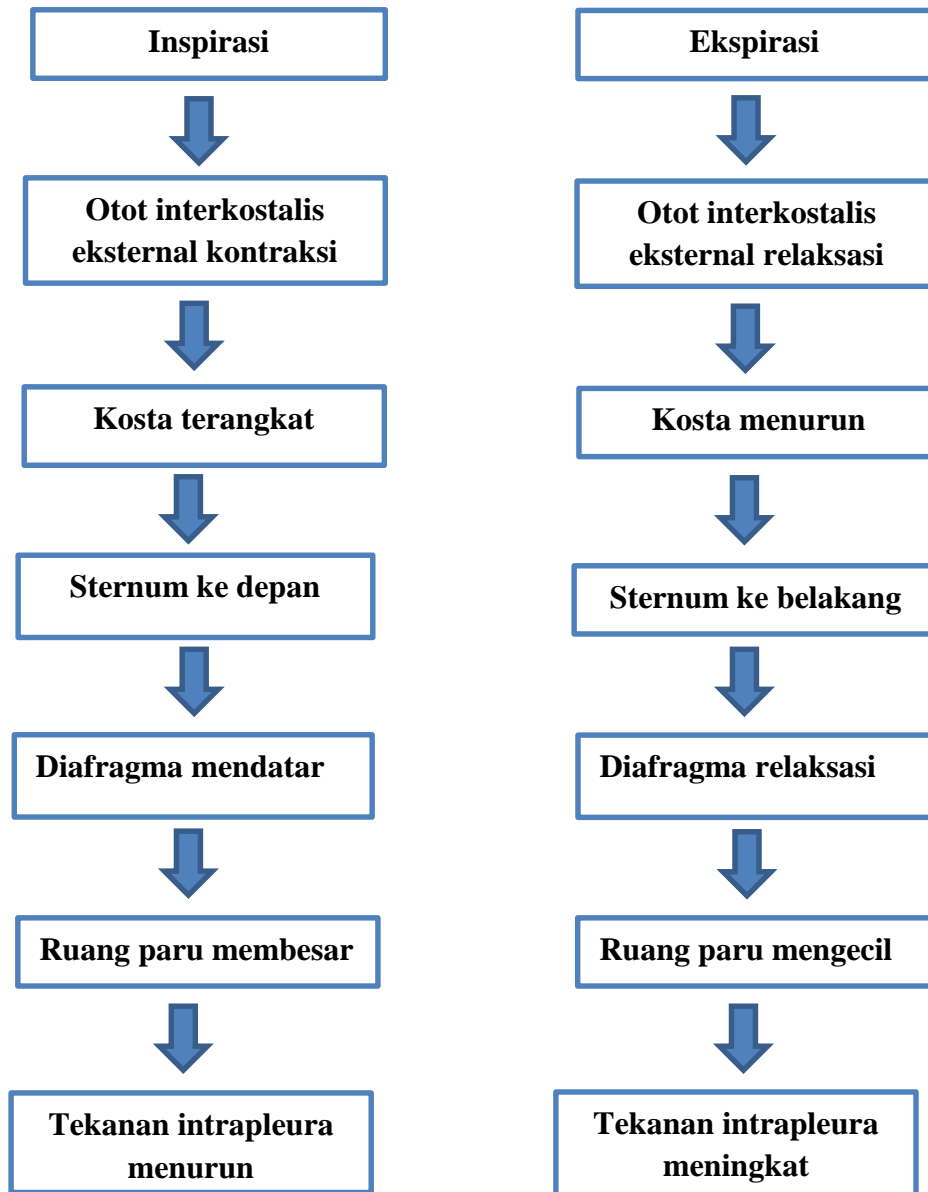 Inspirasi
Otot interkostalis
eksternal kontraksi
Kosta terangkat
Sternum ke depan
Diafragma mendatar
Ruang paru membesar
Tekanan intrapleura
menurun
Ekspirasi
Otot interkostalis
eksternal relaksasi
Kosta menurun
Sternum ke belakang
Diafragma relaksasi
Ruang paru mengecil
Tekanan intrapleura
meningkat